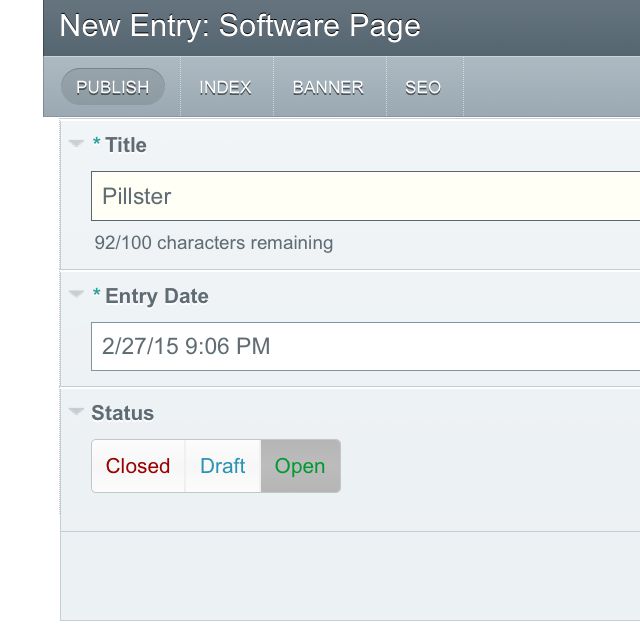 New Entry: Software Page
PUBLISH INDEX BANNER SEO
* Title
Pillster
92/100 characters remaining
* Entry Date
2/27/15 9:06 PM
Status
Closed Draft Open